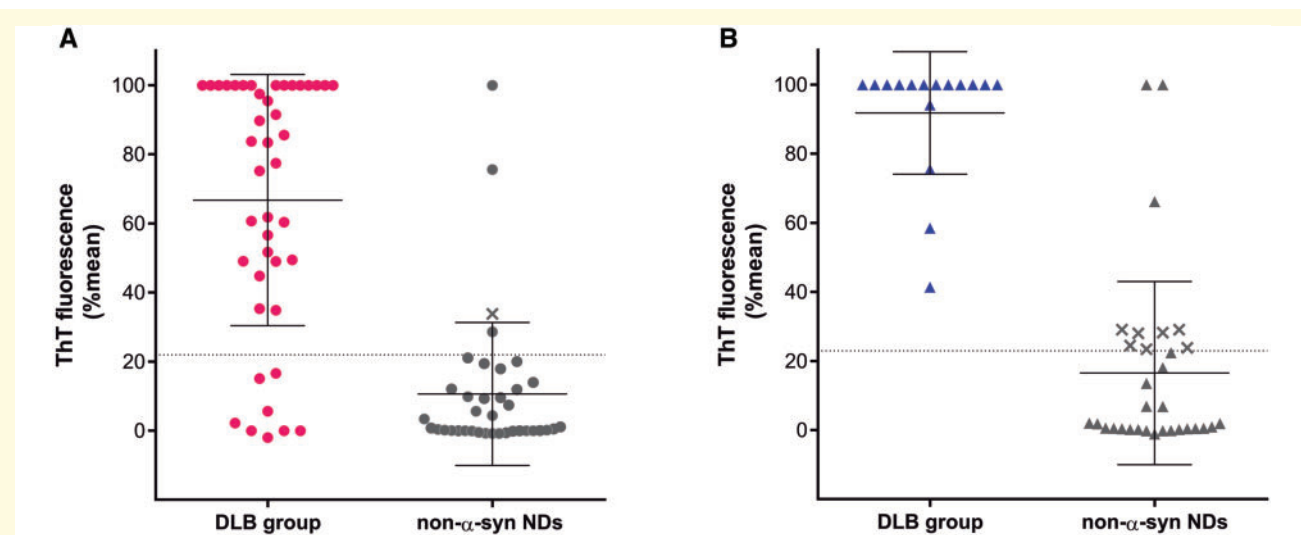 A
ThT fluorescence
(%mean)
100
80
60
40
20
0
DLB group non-α-syn NDs
B
ThT fluorescence
(%mean)
100
80
60
40
20
0
DLB group non-α-syn NDs